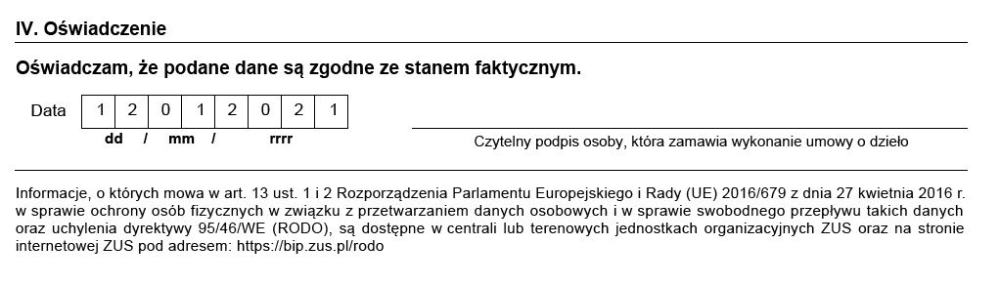 IV. Oświadczenie
Oświadczam, że podane dane są zgodne ze stanem faktycznym.
Data 1 2 0 1 2 0 2 1
dd / mm / rrrr
Czytelny podpis osoby, która zamawia wykonanie umowy o dzieło
Informacje, o których mowa w art. 13 ust. 1 i 2 Rozporządzenia Parlamentu Europejskiego i Rady (UE) 2016/679 z dnia 27 kwietnia 2016 r.
w sprawie ochrony osób fizycznych w związku z przetwarzaniem danych osobowych i w sprawie swobodnego przepływu takich danych
oraz uchylenia dyrektywy 95/46/WE (RODO), są dostępne w centrali lub terenowych jednostkach organizacyjnych ZUS oraz na stronie
internetowej ZUS pod adresem: https://bip.zus.pl/rodo